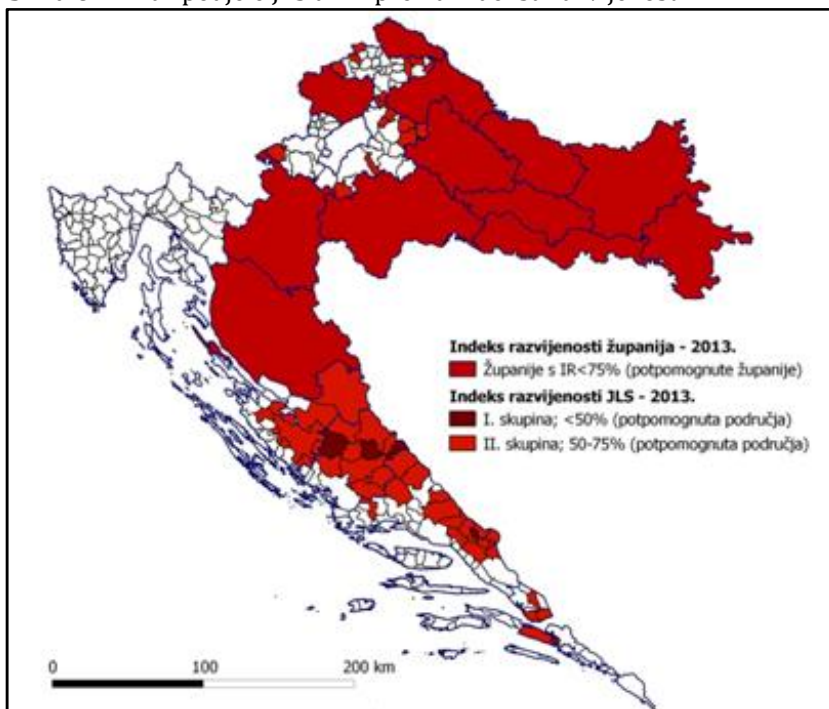 Indeks razvijenosti županija - 2013.
Županije s IR<75% (potpomognute županije)
Indeks razvijenosti JLS - 2013.
I. skupina; <50% (potpomognuta područja)
II. skupina; 50-75% (potpomognuta područja)
0 100 200 km